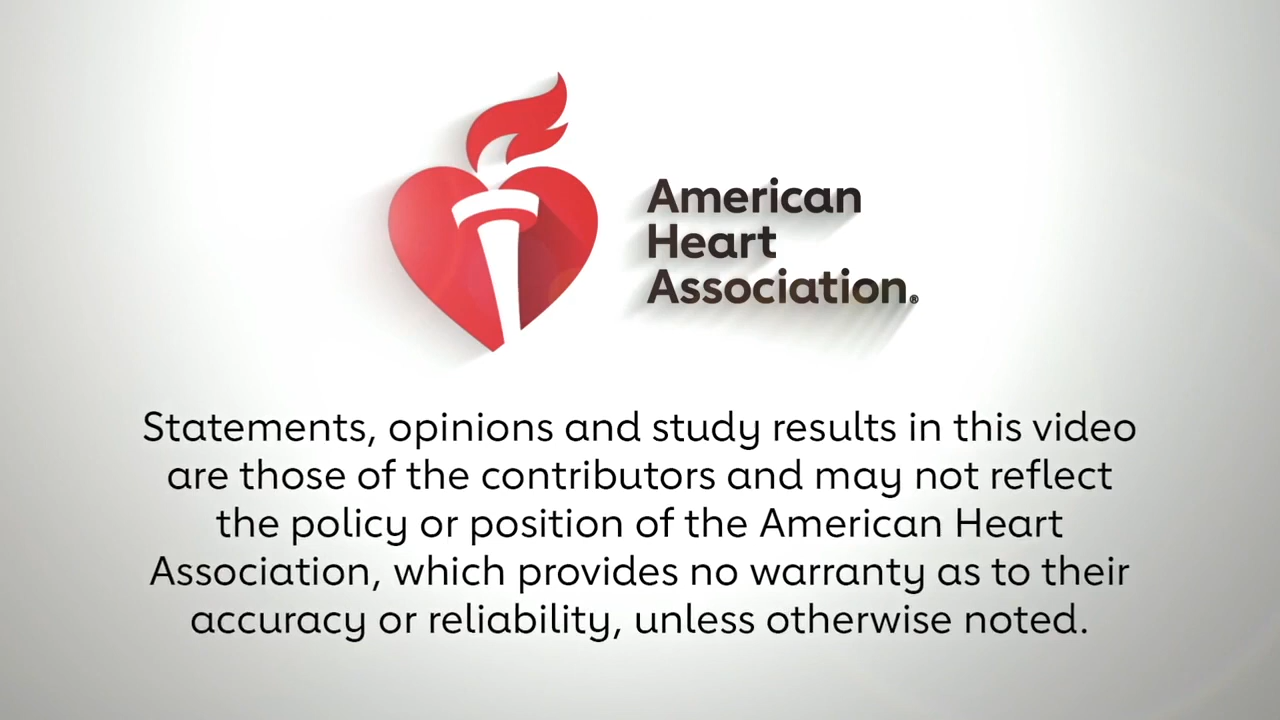 American
Heart
Association®
Statements, opinions and study results in this video
are those of the contributors and may not reflect
the policy or position of the American Heart
Association, which provides no warranty as to their
accuracy or reliability, unless otherwise noted.